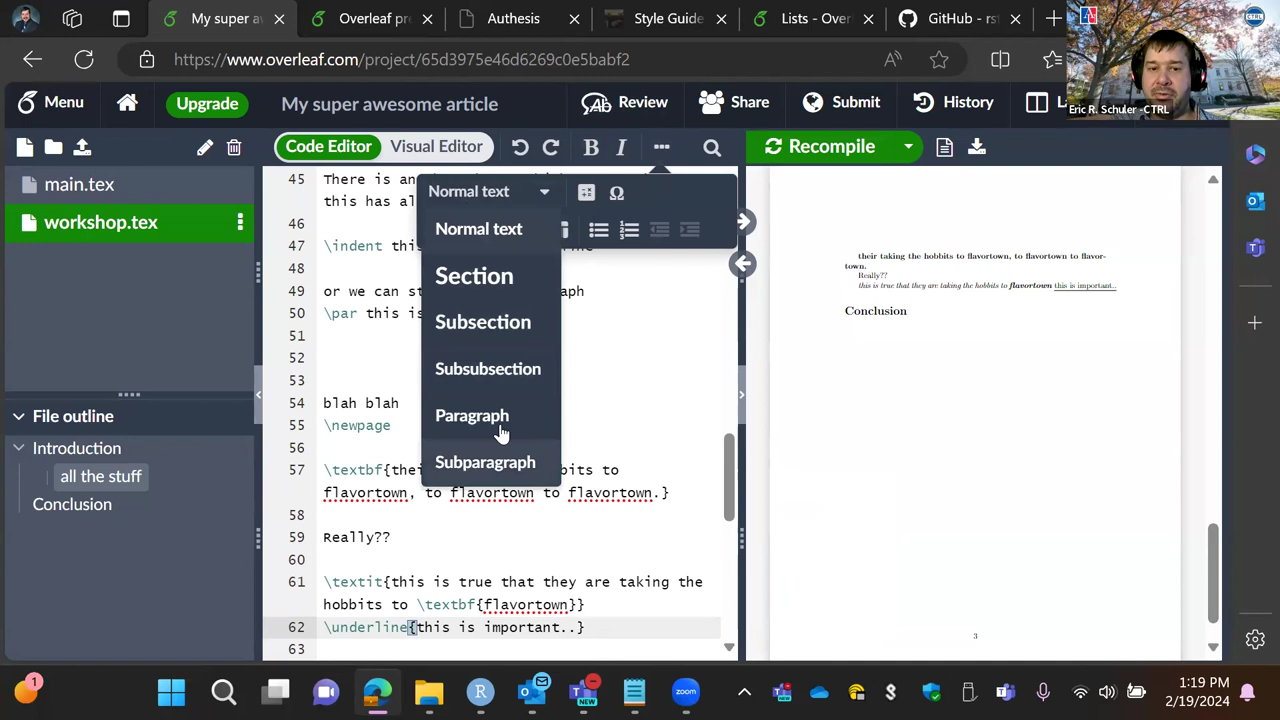 My super a
Overleaf
Authesis
Style Guide
Lists - Over
GitHub - rs
https://www.overleaf.com/project/65d3973e46
Menu
Upgrade
My super awesome article
Review
Share
Submit
History
Eric R. Schuler -CTRL
CTRL
Code Editor
Visual Editor
B
I
Recompile
main.tex
workshop.tex
Normal text
Ω
Normal text
Section
Subsection
Subsubsection
Paragraph
Subparagraph
45 There is an
this has al
46
47 \indent thi
48
49 or we can st
50 \par this is
51
52
53
54 blah blah
55 \newpage
56
57 \textbf{thei
bits to
flavortown, to flavortown to flavortown.}
58
59 Really??
60
61 \textit{this is true that they are taking the
hobbits to \textbf{flavortown}}
62 \underline{this is important..}
63
File outline
Introduction
all the stuff
Conclusion
their taking the hobbits to flavortown, to flavortown to flavor-
town.
Really??
this is true that they are taking the hobbits to flavortown this is important..
Conclusion
3
1
NEW
NEW
R
zoom
1:19 PM
2/19/2024